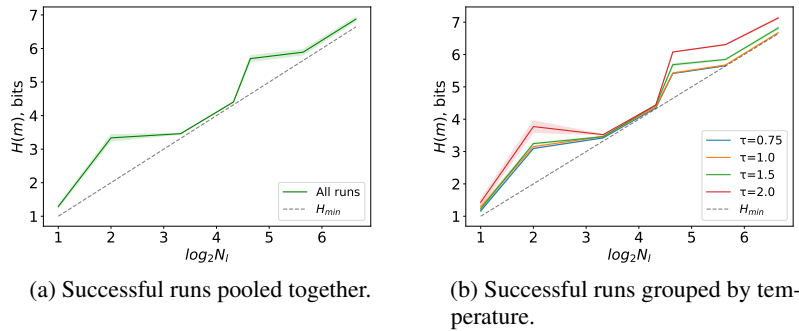 7
6
5
4
3
2
1
H(m), bits
1 2 3 4 5 6
log₂Nₗ
All runs
Hₘᵢₙ
(a) Successful runs pooled together.
7
6
5
4
3
2
1
H(m), bits
1 2 3 4 5 6
log₂Nₗ
τ=0.75
τ=1.0
τ=1.5
τ=2.0
Hₘᵢₙ
(b) Successful runs grouped by tem-
perature.